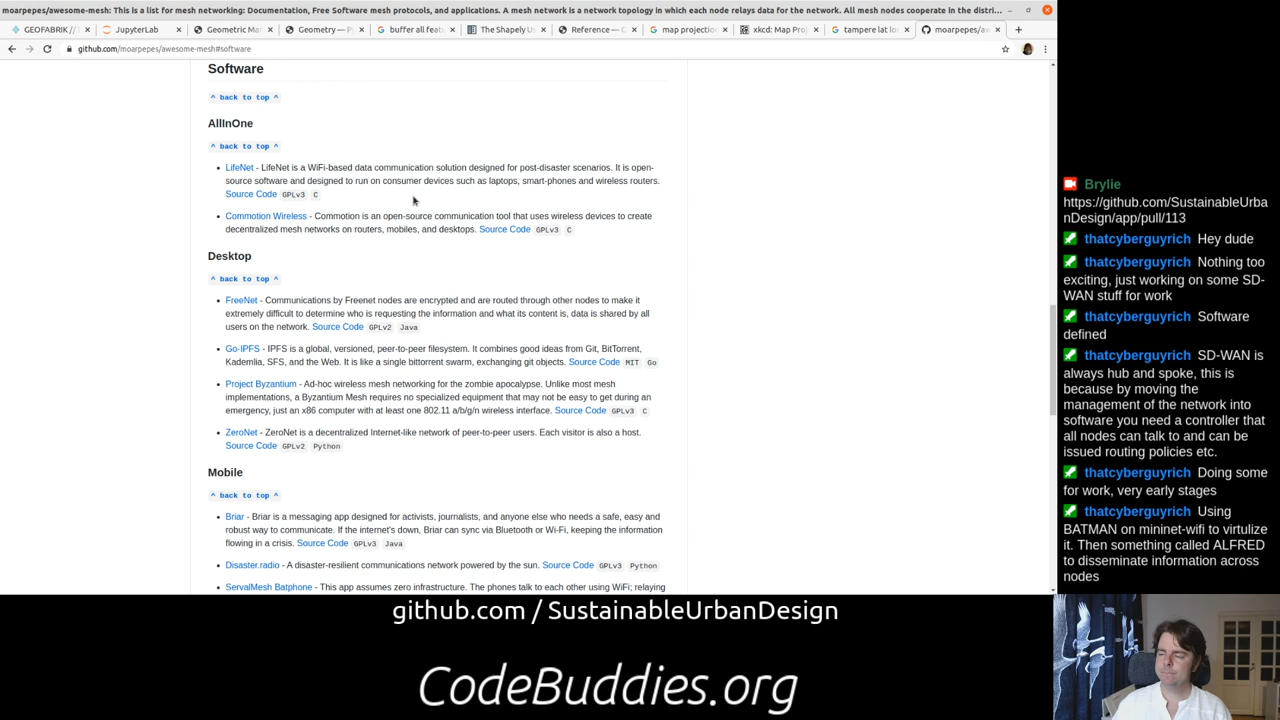 moarpepes/awesome-mesh: This is a list for mesh networking: Documentation, Free Software mesh protocols, and applications. A mesh network is a network topology in which each node relays data for the network. All mesh nodes cooperate in the distri...
GEOFABRIK // 
JupyterLab
Geometric Mar
Geometry — Py
buffer all feat
The Shapely Us
Reference — G
map projection
xkcd: Map Pro
tampere lat lo
moarpepes/aw
github.com/moarpepes/awesome-mesh#software
Software
^ back to top ^
AllInOne
^ back to top ^
LifeNet - LifeNet is a WiFi-based data communication solution designed for post-disaster scenarios. It is open-
source software and designed to run on consumer devices such as laptops, smart-phones and wireless routers.
Source Code GPLv3 C
Commotion Wireless - Commotion is an open-source communication tool that uses wireless devices to create
decentralized mesh networks on routers, mobiles, and desktops. Source Code GPLv3 C
Desktop
^ back to top ^
FreeNet - Communications by Freenet nodes are encrypted and are routed through other nodes to make it
extremely difficult to determine who is requesting the information and what its content is, data is shared by all
users on the network. Source Code GPLv2 Java
Go-IPFS - IPFS is a global, versioned, peer-to-peer filesystem. It combines good ideas from Git, BitTorrent,
Kademlia, SFS, and the Web. It is like a single bittorrent swarm, exchanging git objects. Source Code MIT Go
Project Byzantium - Ad-hoc wireless mesh networking for the zombie apocalypse. Unlike most mesh
implementations, a Byzantium Mesh requires no specialized equipment that may not be easy to get during an
emergency, just an x86 computer with at least one 802.11 a/b/g/n wireless interface. Source Code GPLv3 C
ZeroNet - ZeroNet is a decentralized Internet-like network of peer-to-peer users. Each visitor is also a host.
Source Code GPLv2 Python
Mobile
^ back to top ^
Briar - Briar is a messaging app designed for activists, journalists, and anyone else who needs a safe, easy and
robust way to communicate. If the internet's down, Briar can sync via Bluetooth or Wi-Fi, keeping the information
flowing in a crisis. Source Code GPLv3 Java
Disaster.radio - A disaster-resilient communications network powered by the sun. Source Code GPLv3 Python
ServalMesh Batphone - This app assumes zero infrastructure. The phones talk to each other using WiFi; relaying
Brylie
https://github.com/SustainableUrba
nDesign/app/pull/113
thatcyberguyrich Hey dude
thatcyberguyrich Nothing too
exciting, just working on some SD-
WAN stuff for work
thatcyberguyrich Software
defined
thatcyberguyrich SD-WAN is
always hub and spoke, this is
because by moving the
management of the network into
software you need a controller that
all nodes can talk to and can be
issued routing policies etc.
thatcyberguyrich Doing some
for work, very early stages
thatcyberguyrich Using
BATMAN on mininet-wifi to virtulize
it. Then something called ALFRED
to disseminate information across
nodes
github.com / SustainableUrbanDesign
CodeBuddies.org